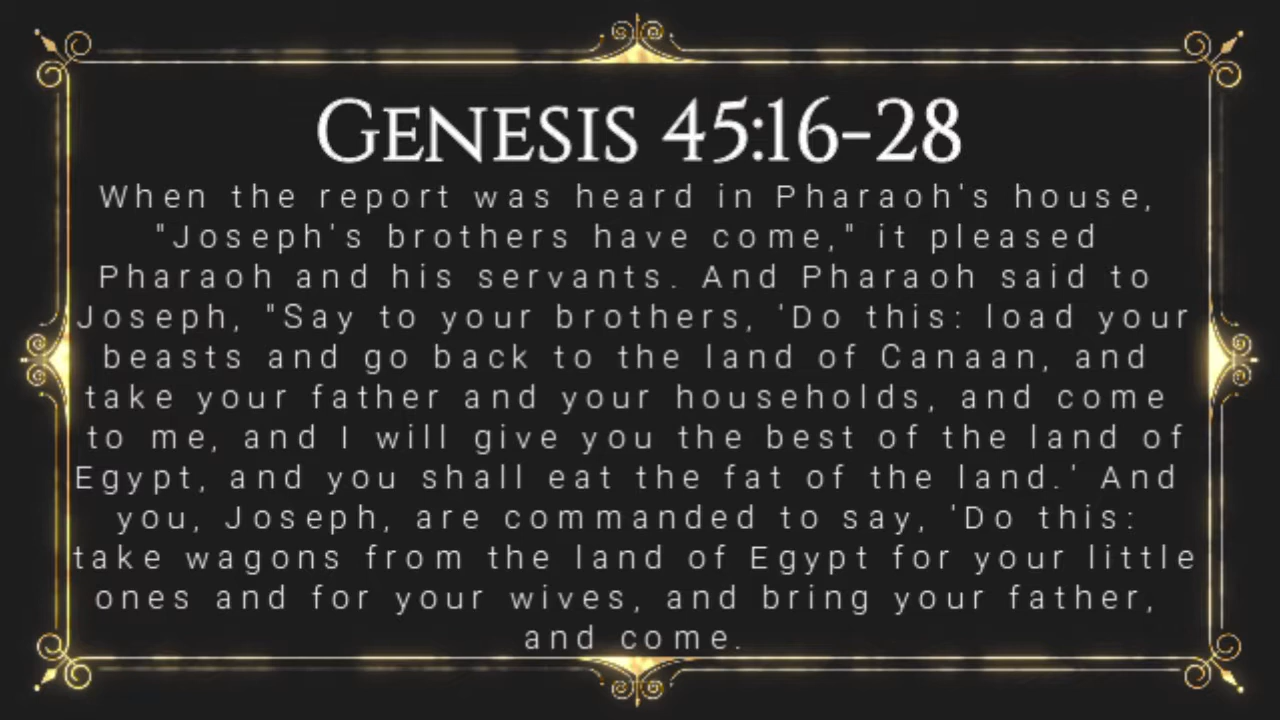 Genesis 45:16-28
When the report was heard in Pharaoh's house,
"Joseph's brothers have come," it pleased
Pharaoh and his servants. And Pharaoh said to
Joseph, "Say to your brothers, 'Do this: load your
beasts and go back to the land of Canaan, and
take your father and your households, and come
to me, and I will give you the best of the land of
Egypt, and you shall eat the fat of the land.' And
you, Joseph, are commanded to say, 'Do this:
take wagons from the land of Egypt for your little
ones and for your wives, and bring your father,
and come.